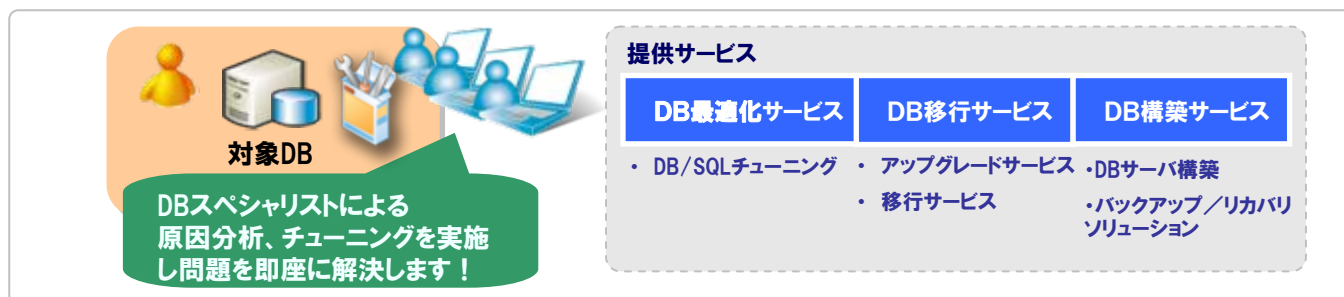 対象DB
DBスペシャリストによる
原因分析、チューニングを実施
し問題を即座に解決します！
提供サービス
DB最適化サービス
DB移行サービス
DB構築サービス
・ DB/SQLチューニング
・ アップグレードサービス
・ 移行サービス
・DBサーバ構築
・バックアップ／リカバリ
ソリューション